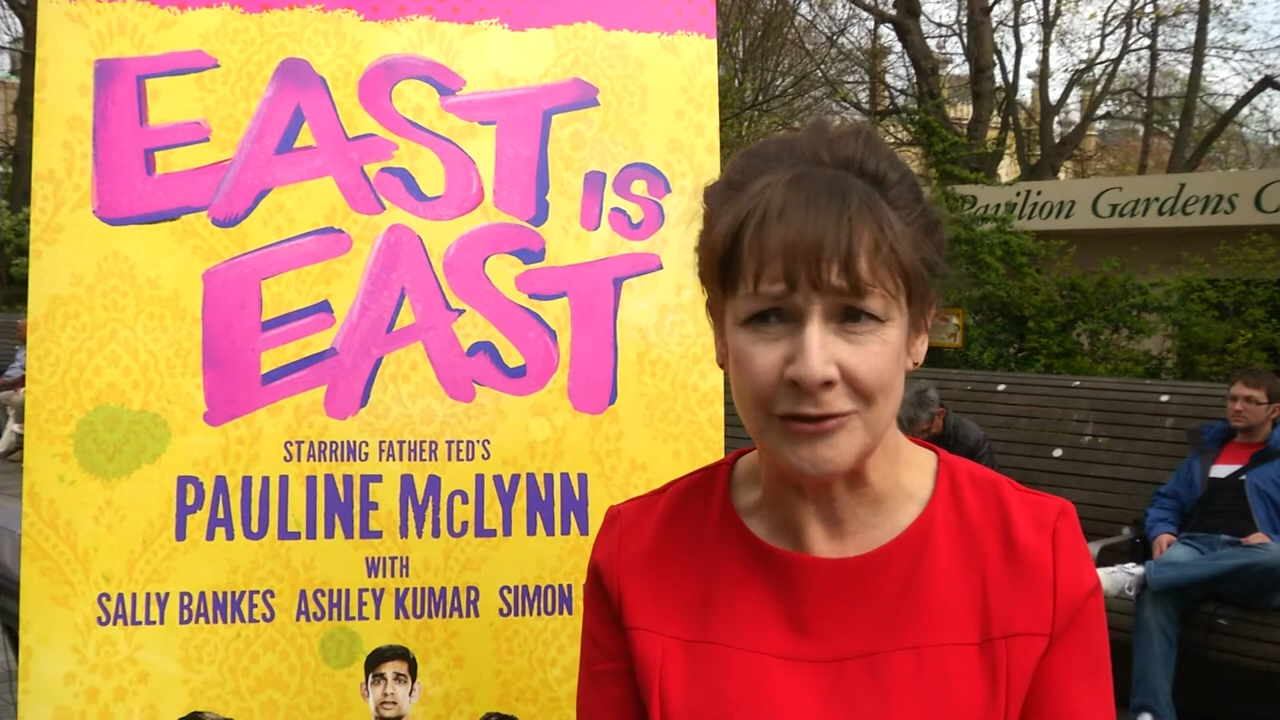 EAST
IS
EAST
STARRING FATHER TED'S
PAULINE McLYNN
WITH
SALLY BANKES ASHLEY KUMAR SIMON
Pavilion Gardens C